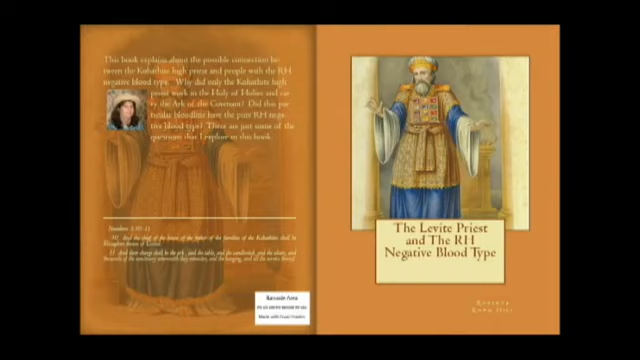 This book explains about the possible connection be
tween the Kohathite high priest and people with the RH
negative blood type. Why did only the Kohathite high
priest work in the Holy of Holies and car
ry the Ark of the Covenant? Did this par
ticular bloodline have the pure RH nega-
tive blood type? These are just some of the
questions that I explore in this book.
Numbers 3:30-31
30 And the chief of the house of the father of the families of the Kohathites shall be
31 And their charge shall be the ark, and the table, and the candlestick, and the altars, and
Barcode Area
The Levite Priest
and The RH
Negative Blood Type
Roberta